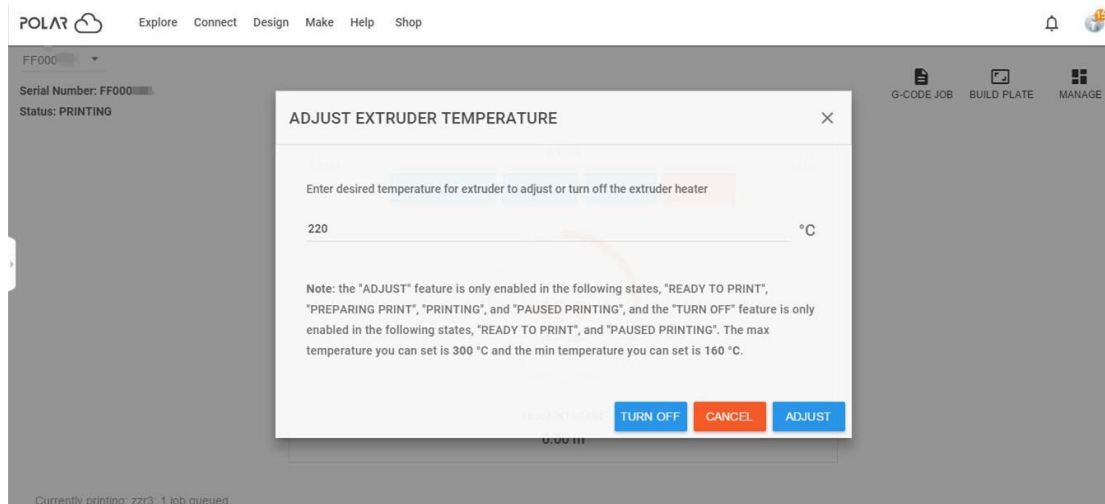 POLAR
Explore Connect Design Make Help Shop
FF000
Serial Number: FF000
Status: PRINTING
G-CODE JOB BUILD PLATE MANAGE
ADJUST EXTRUDER TEMPERATURE
Enter desired temperature for extruder to adjust or turn off the extruder heater
220 °C
Note: the "ADJUST" feature is only enabled in the following states, "READY TO PRINT",
"PREPARING PRINT", "PRINTING", and "PAUSED PRINTING", and the "TURN OFF" feature is only
enabled in the following states, "READY TO PRINT", and "PAUSED PRINTING". The max
temperature you can set is 300 °C and the min temperature you can set is 160 °C.
TURN OFF CANCEL ADJUST
0.00 m
Currently printing: zzr3; 1 job queued